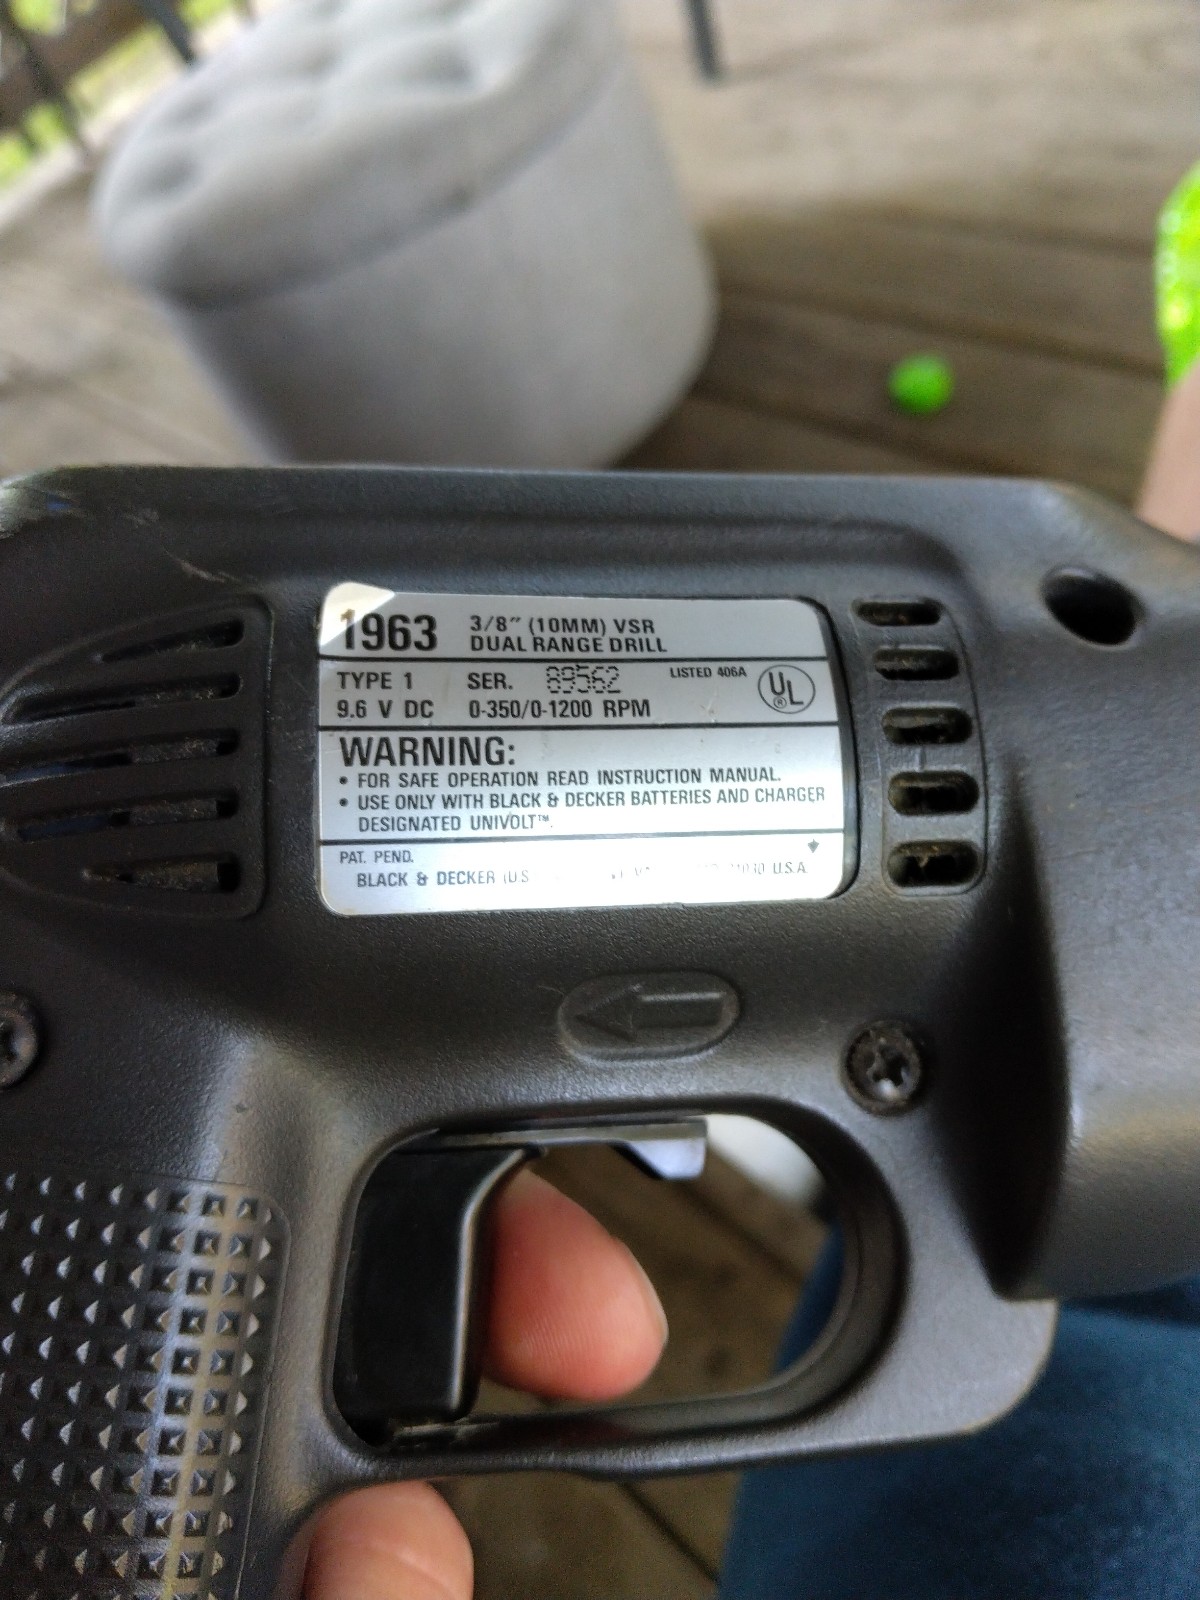 1963
3/8" (10MM) VSR
DUAL RANGE DRILL
TYPE 1 SER. 89562 LISTED 406A
UL
®
9.6 V DC 0-350/0-1200 RPM
WARNING:
• FOR SAFE OPERATION READ INSTRUCTION MANUAL.
• USE ONLY WITH BLACK & DECKER BATTERIES AND CHARGER
DESIGNATED UNIVOLT™.
PAT. PEND.
BLACK & DECKER (U.S U.S.A.